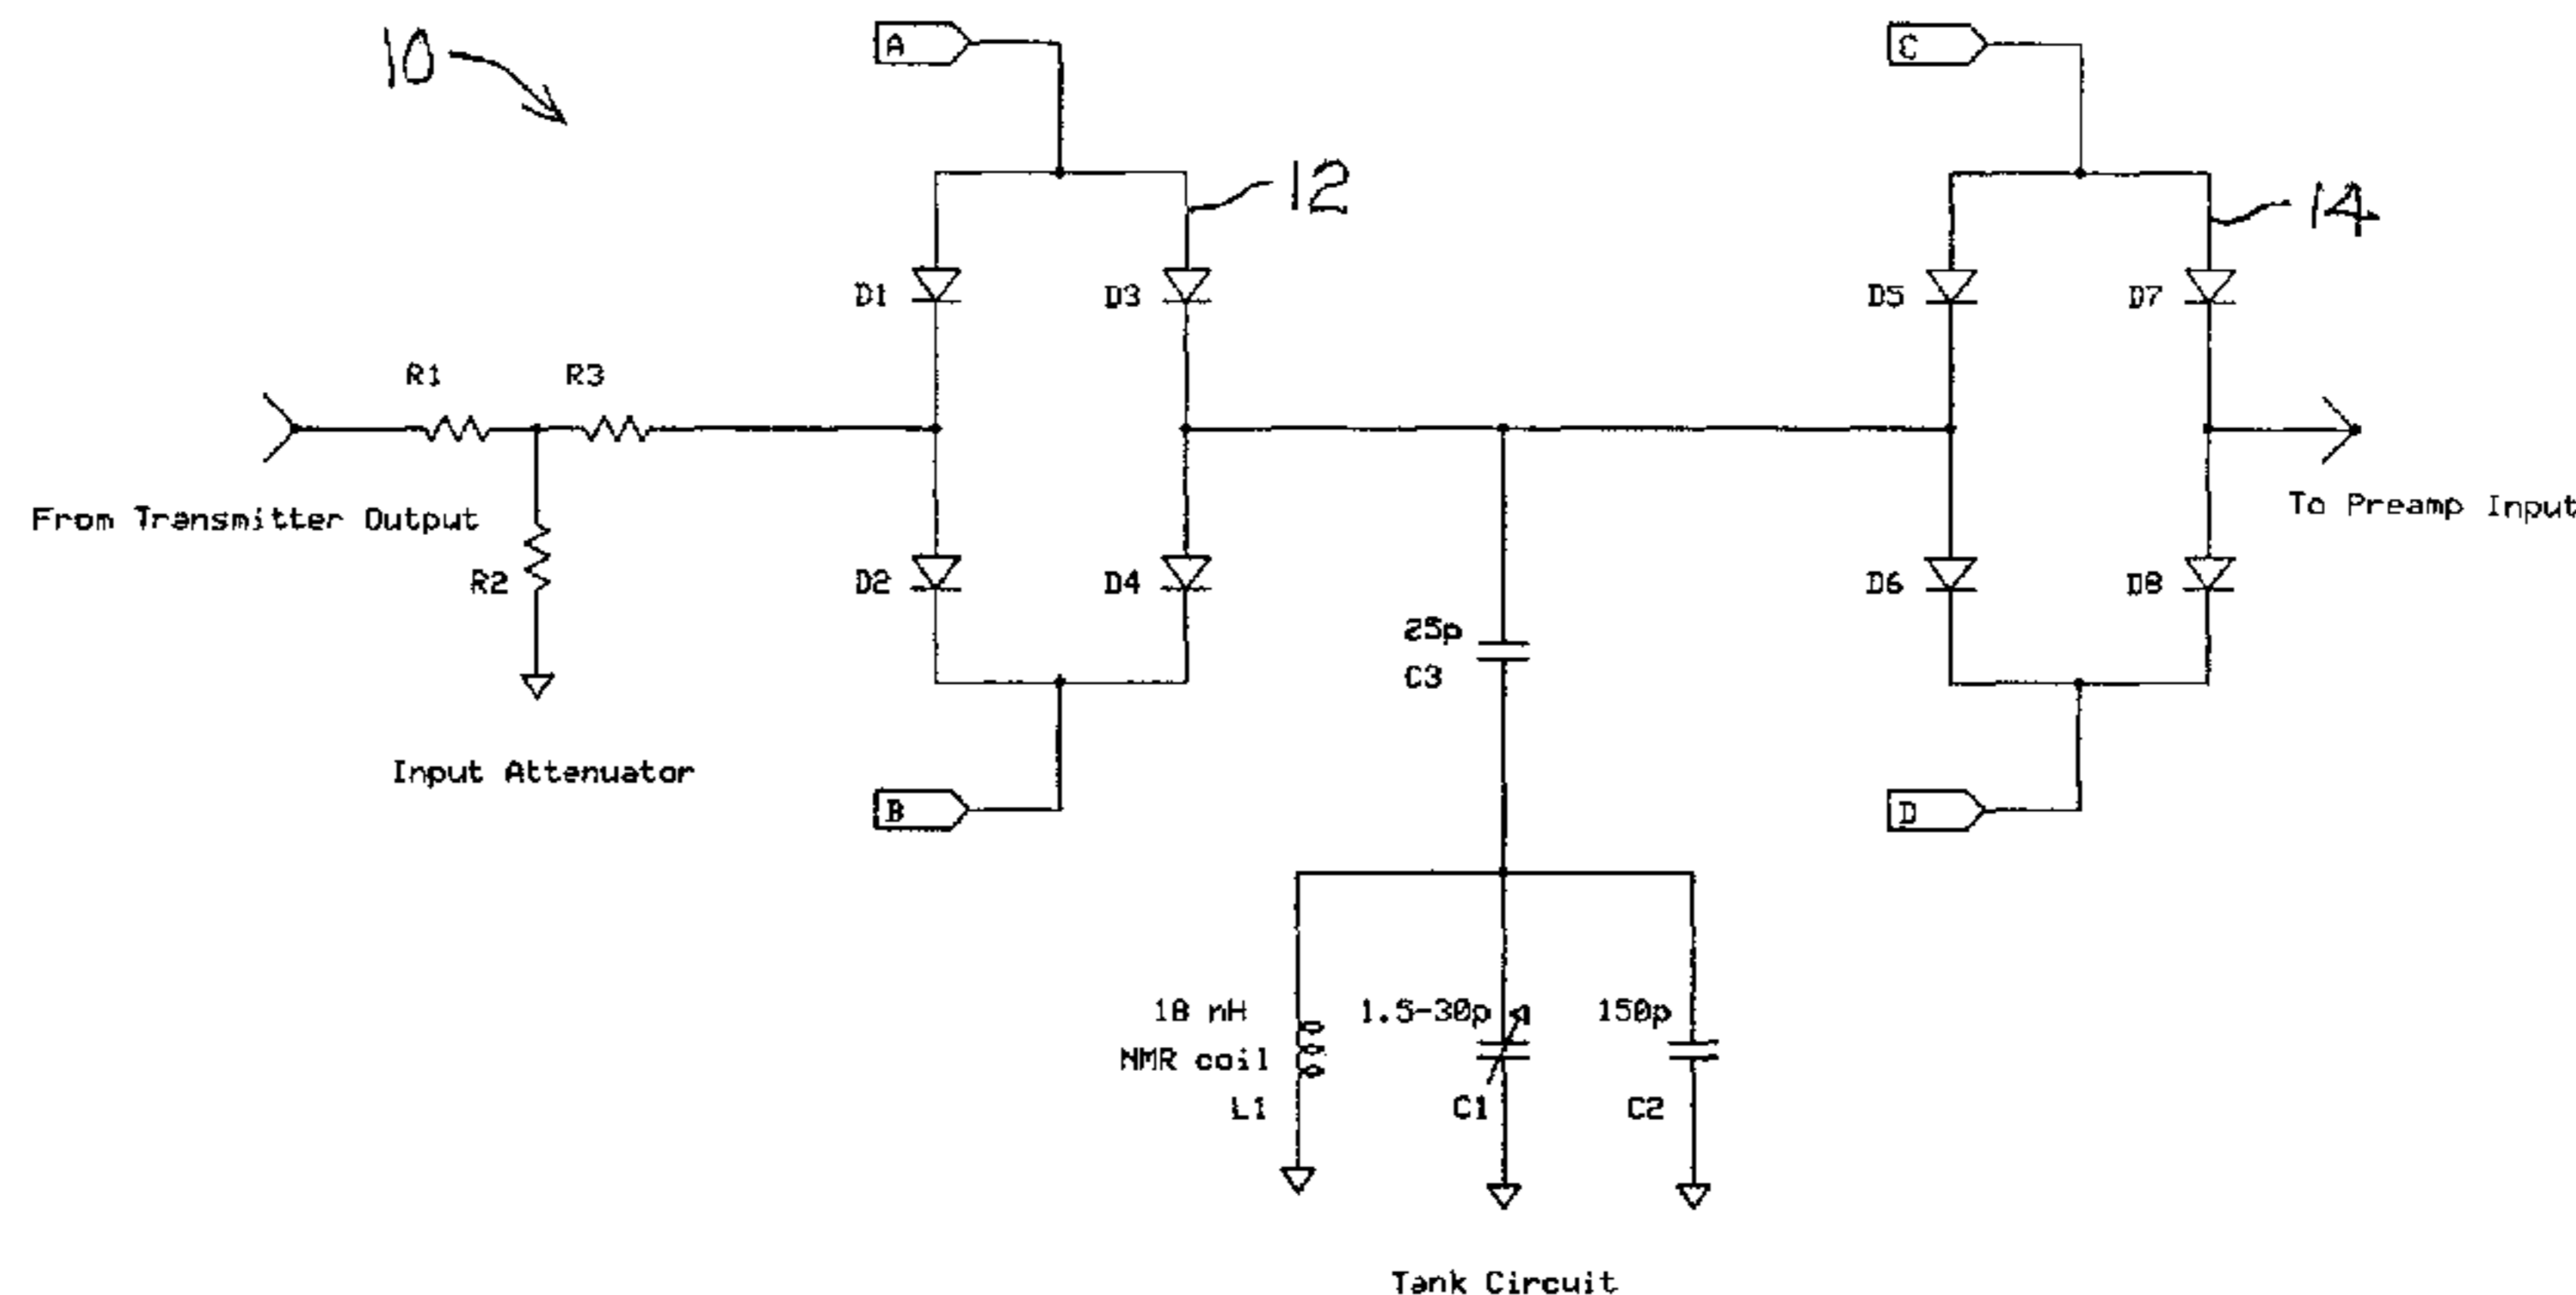 10
A
C
12
14
D1
D3
D5
D7
R1
R3
From Transmitter Output
To Preamp Input
R2
D2
D4
D6
D8
25p
C3
Input Attenuator
B
D
18 nH
NMR coil
L1
1.5-30p
C1
150p
C2
Tank Circuit